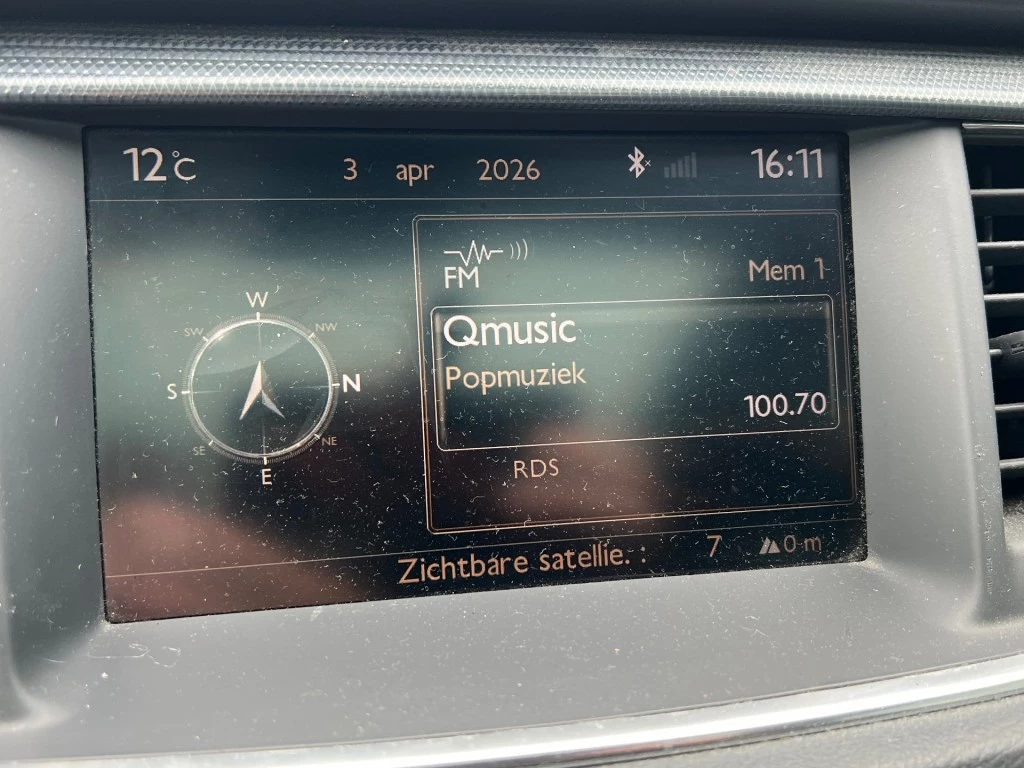 12°C 3 apr 2026 16:11
FM Mem 1
Qmusic
Popmuziek
100.70
RDS
W
SW NW
S N
SE NE
E
Zichtbare satellie. : 7 0 m